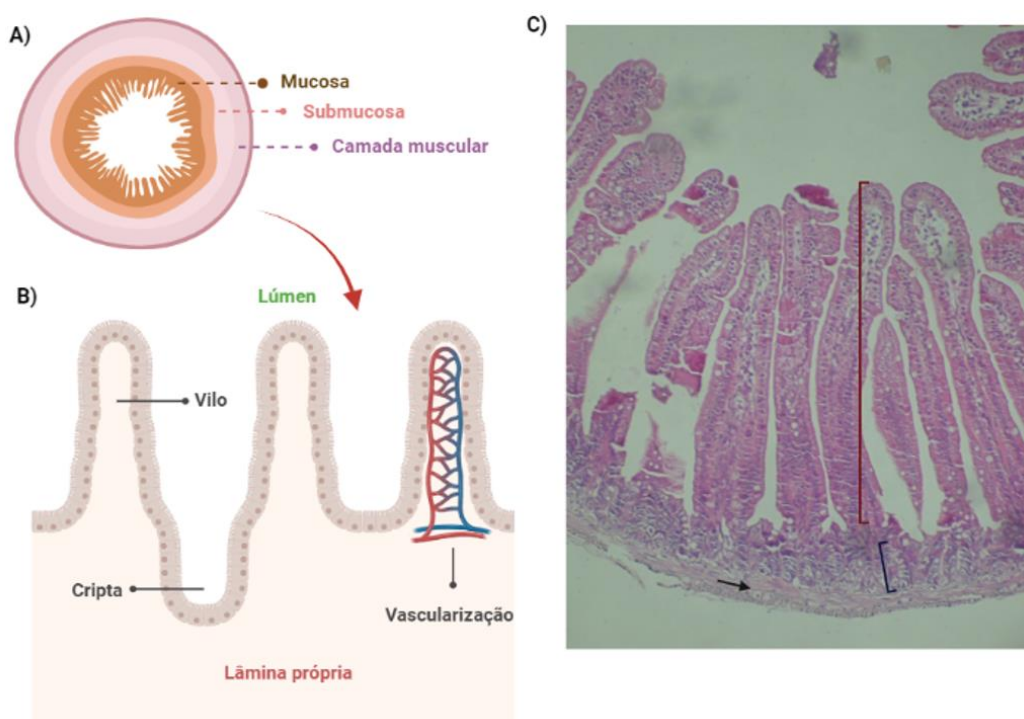 A)
Mucosa
Submucosa
Camada muscular
B)
Lúmen
Vilo
Cripta
Vascularização
Lâmina própria
C)